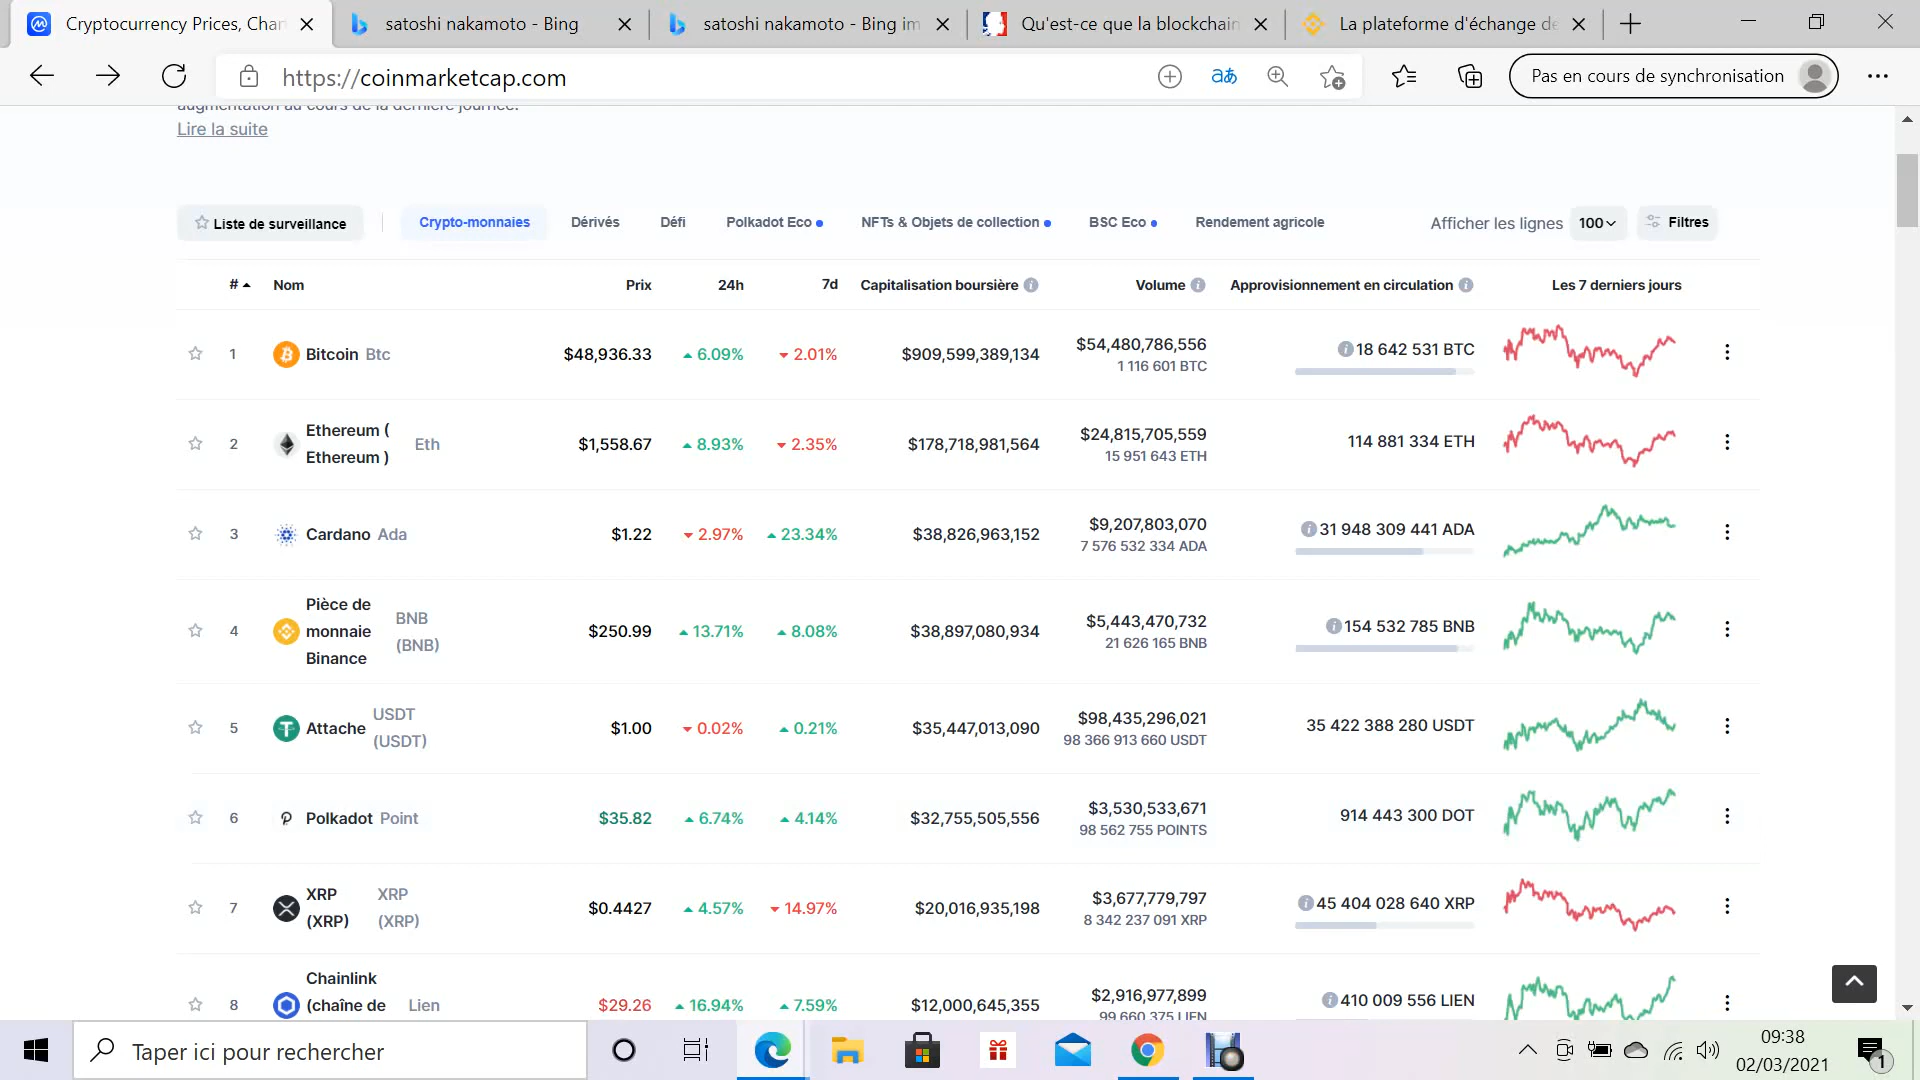 Cryptocurrency Prices, Char
satoshi nakamoto - Bing
satoshi nakamoto - Bing im
Qu'est-ce que la blockchain
La plateforme d'échange de
https://coinmarketcap.com
aあ
Pas en cours de synchronisation
augmentation au cours de la dernière journée.
Lire la suite
Liste de surveillance
Crypto-monnaies
Dérivés
Défi
Polkadot Eco
NFTs & Objets de collection
BSC Eco
Rendement agricole
Afficher les lignes
100
Filtres
# Nom Prix 24h 7d Capitalisation boursière Volume Approvisionnement en circulation Les 7 derniers jours
1 Bitcoin Btc $48,936.33 6.09% 2.01% $909,599,389,134 $54,480,786,556 18 642 531 BTC
1 116 601 BTC
2 Ethereum ( Eth $1,558.67 8.93% 2.35% $178,718,981,564 $24,815,705,559 114 881 334 ETH
Ethereum ) 15 951 643 ETH
3 Cardano Ada $1.22 2.97% 23.34% $38,826,963,152 $9,207,803,070 31 948 309 441 ADA
7 576 532 334 ADA
Pièce de BNB
4 monnaie $250.99 13.71% 8.08% $38,897,080,934 $5,443,470,732 154 532 785 BNB
Binance (BNB) 21 626 165 BNB
USDT
5 Attache $1.00 0.02% 0.21% $35,447,013,090 $98,435,296,021 35 422 388 280 USDT
(USDT) 98 366 913 660 USDT
6 Polkadot Point $35.82 6.74% 4.14% $32,755,505,556 $3,530,533,671 914 443 300 DOT
98 562 755 POINTS
XRP XRP
7 $0.4427 4.57% 14.97% $20,016,935,198 $3,677,779,797 45 404 028 640 XRP
(XRP) (XRP) 8 342 237 091 XRP
Chainlink
8 (chaîne de Lien $29.26 16.94% 7.59% $12,000,645,355 $2,916,977,899 410 009 556 LIEN
99 660 375 LIEN
Taper ici pour rechercher
09:38
02/03/2021
1